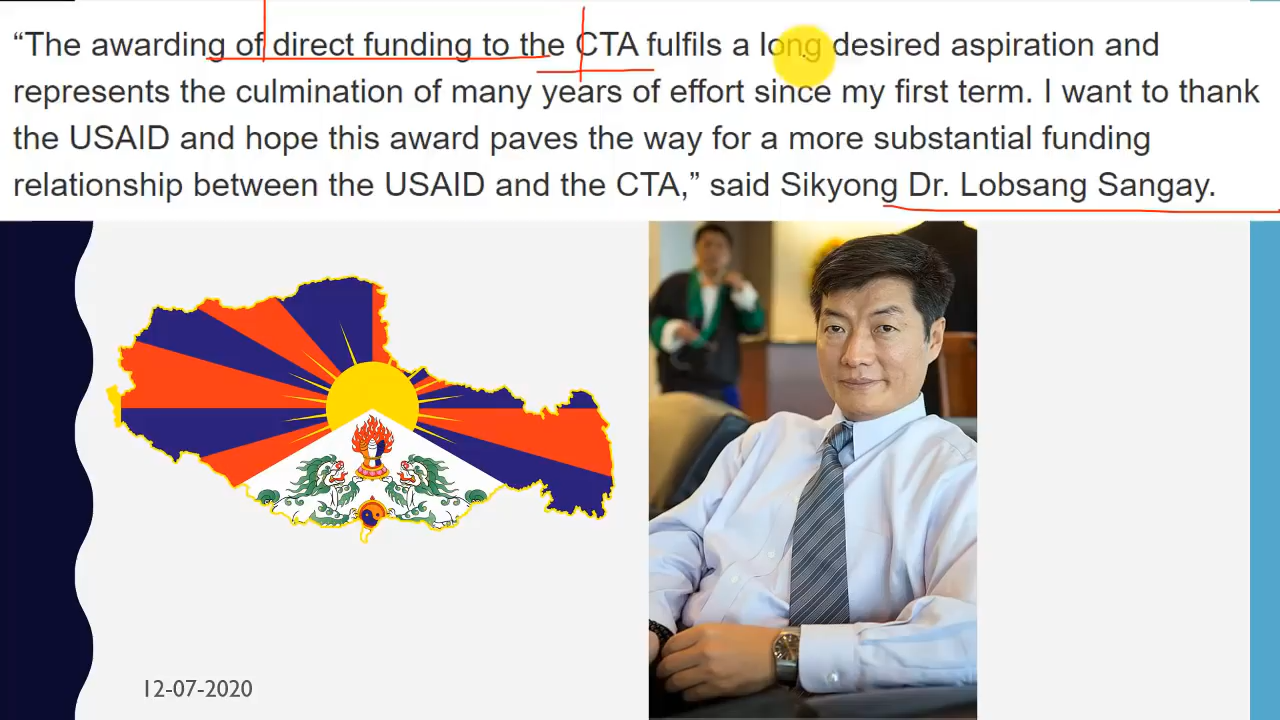 “The awarding of direct funding to the CTA fulfils a long desired aspiration and
represents the culmination of many years of effort since my first term. I want to thank
the USAID and hope this award paves the way for a more substantial funding
relationship between the USAID and the CTA,” said Sikyong Dr. Lobsang Sangay.
12-07-2020